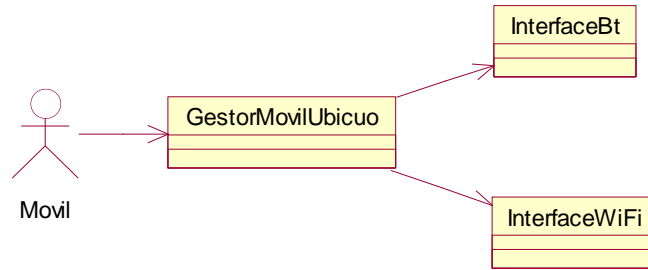 InterfaceBt
GestorMovilUbicuo
Movil
InterfaceWiFi